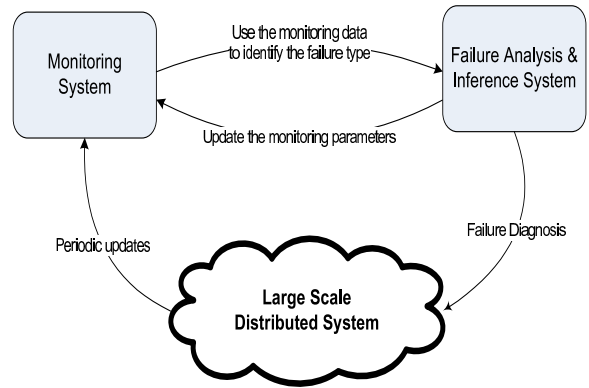 Use the monitoring data
to identify the failure type
Monitoring
System
Failure Analysis &
Inference System
Update the monitoring parameters
Periodic updates
Failure Diagnosis
Large Scale
Distributed System